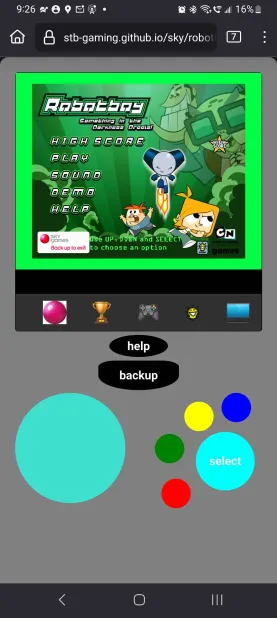 9:26
16%
stb-gaming.github.io/sky/robot
7
Robotboy
Something in the
Darkness Drools!
HIGH SCORE
PLAY
SOUND
DEMO
HELP
sky
games
Back up to exit
Use UP, DOWN and SELECT
to choose an option
CN
games
help
backup
select